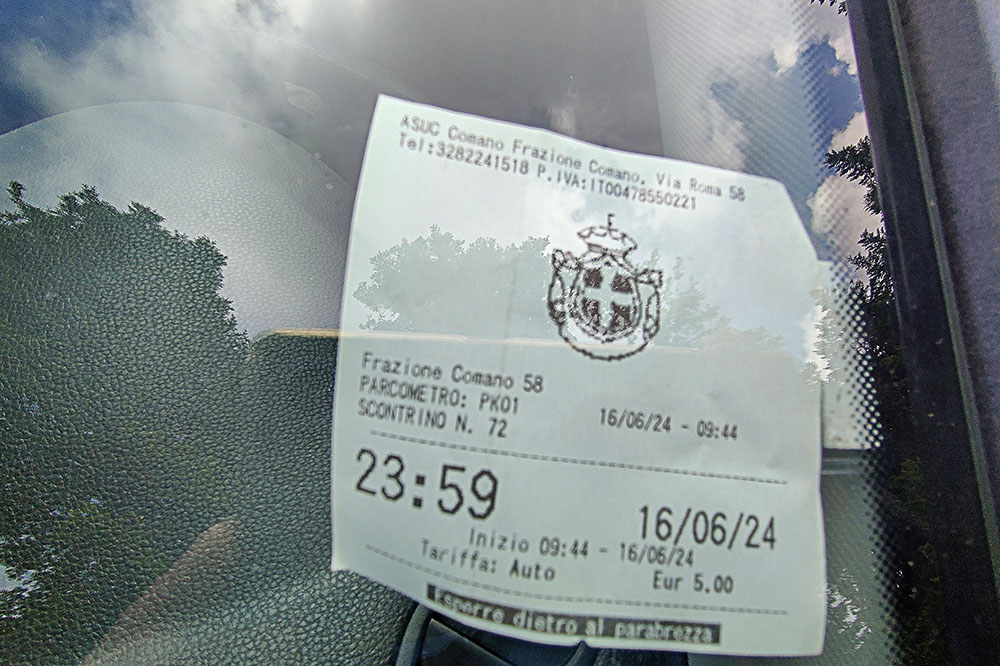 ASUC Comano Frazione Comano, Via Roma 58
Tel:3282241518 P.IVA:IT00478550221
Frazione Comano 58
PARCOMETRO: PK01
SCONTRINO N. 72
16/06/24 - 09:44
23:59
16/06/24
Inizio 09:44 - 16/06/24
Tariffa: Auto
Eur 5.00
Esporre dietro al parabrezza